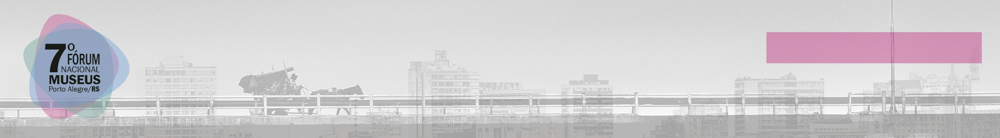 7º
FÓRUM
NACIONAL
MUSEUS
Porto Alegre/RS